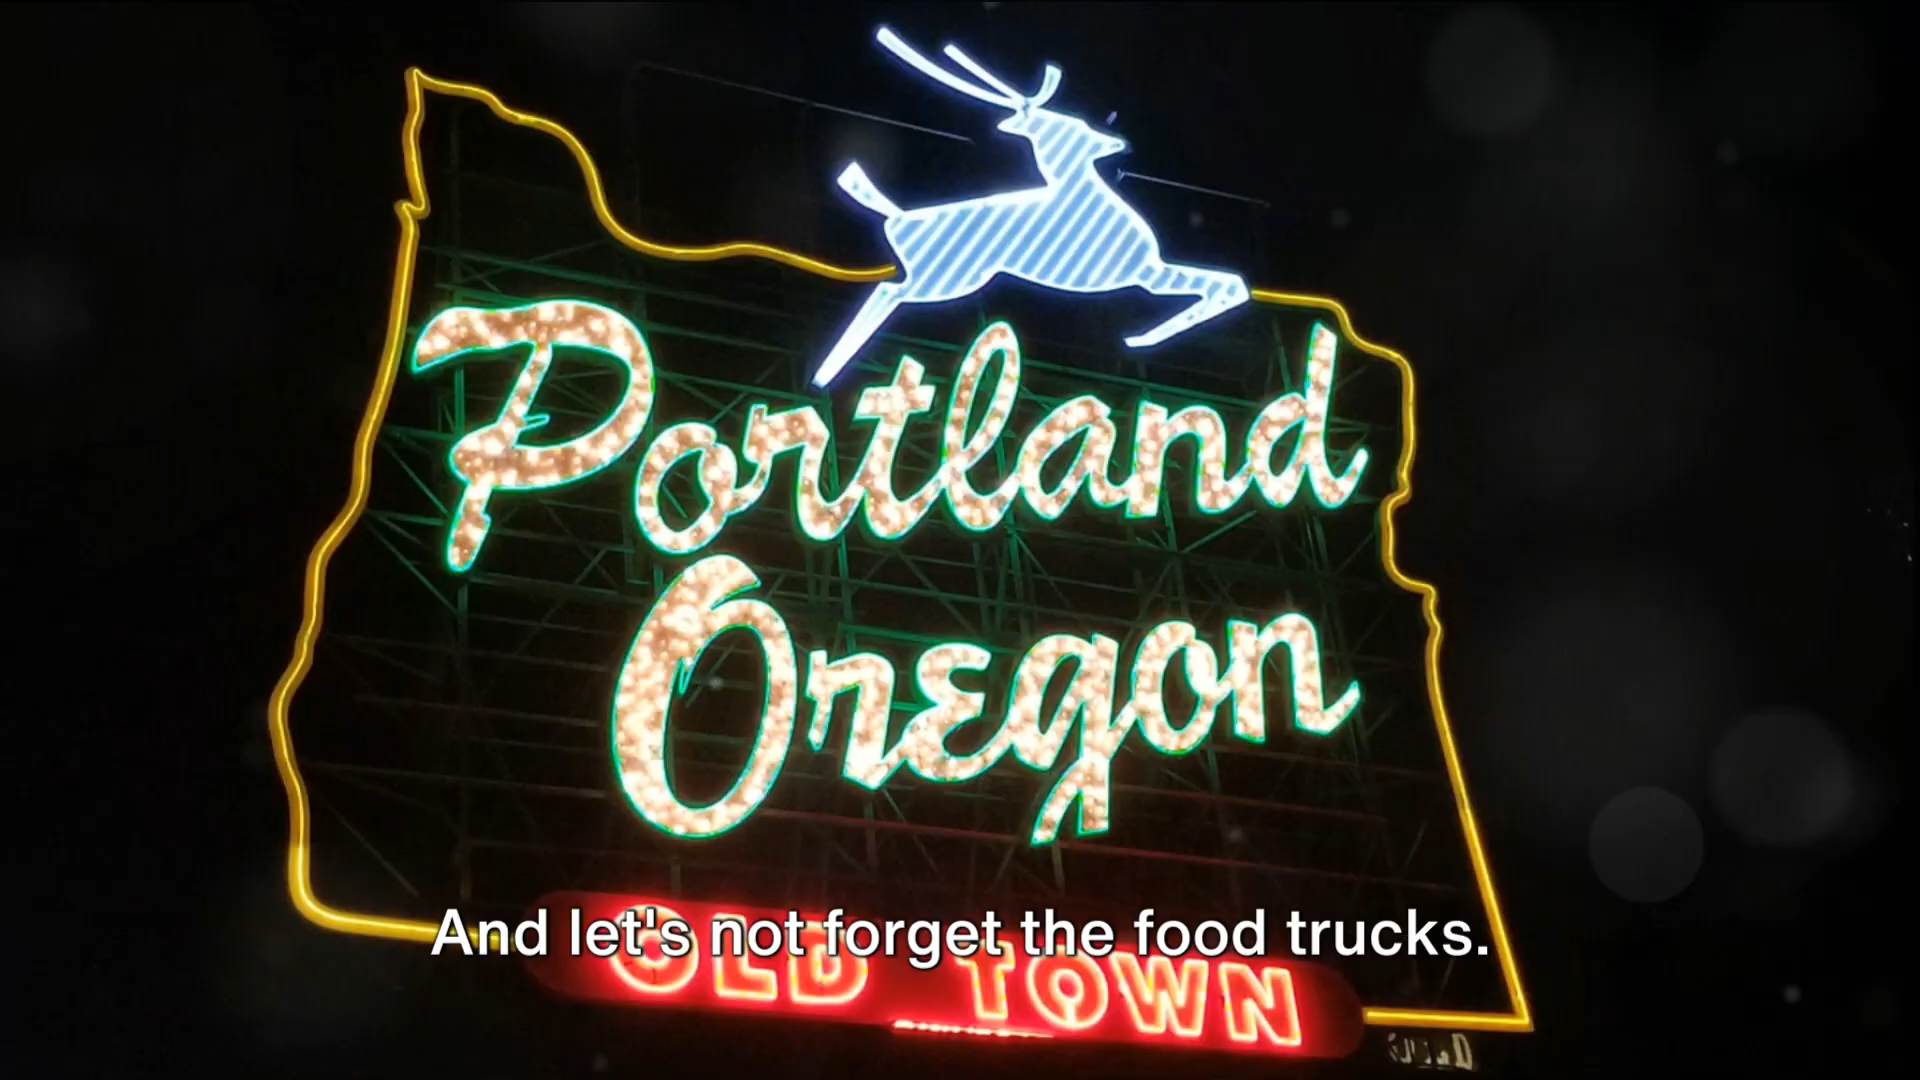 Portland
Oregon
And let's not forget the food trucks.
OLD TOWN